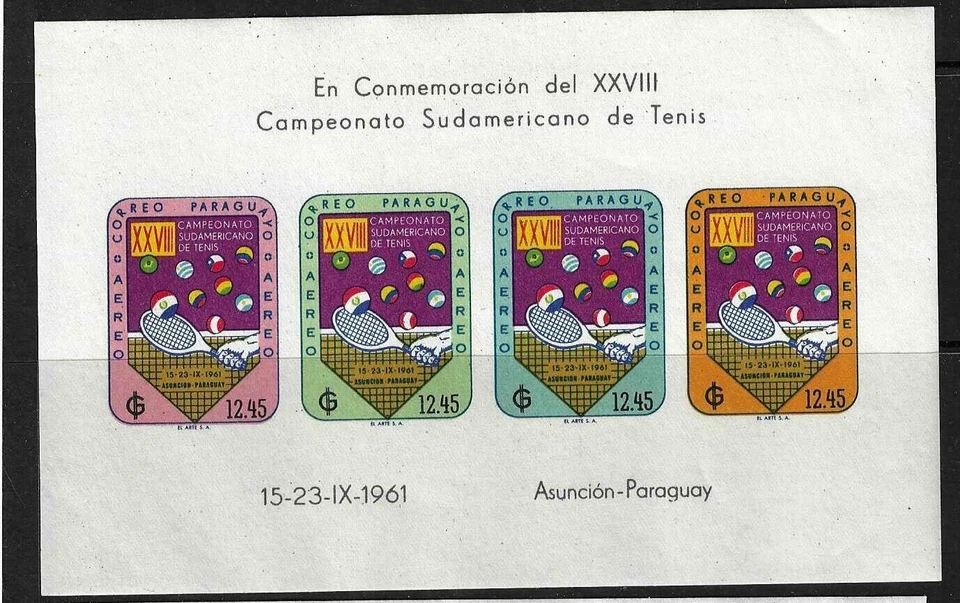 En Conmemoración del XXVIII
Campeonato Sudamericano de Tenis
CORREO PARAGUAYO
AEREO
AEREO
XXVIII
CAMPEONATO
SUDAMERICANO
DE TENIS
15-23-IX-1961
ASUNCIÓN-PARAGUAY
₲
12.45
EL ARTE S.A.
CORREO PARAGUAYO
AEREO
AEREO
XXVIII
CAMPEONATO
SUDAMERICANO
DE TENIS
15-23-IX-1961
ASUNCIÓN-PARAGUAY
₲
12.45
EL ARTE S.A.
CORREO PARAGUAYO
AEREO
AEREO
XXVIII
CAMPEONATO
SUDAMERICANO
DE TENIS
15-23-IX-1961
ASUNCIÓN-PARAGUAY
₲
12.45
EL ARTE S.A.
CORREO PARAGUAYO
AEREO
AEREO
XXVIII
CAMPEONATO
SUDAMERICANO
DE TENIS
15-23-IX-1961
ASUNCIÓN-PARAGUAY
₲
12.45
EL ARTE S.A.
15-23-IX-1961
Asunción-Paraguay